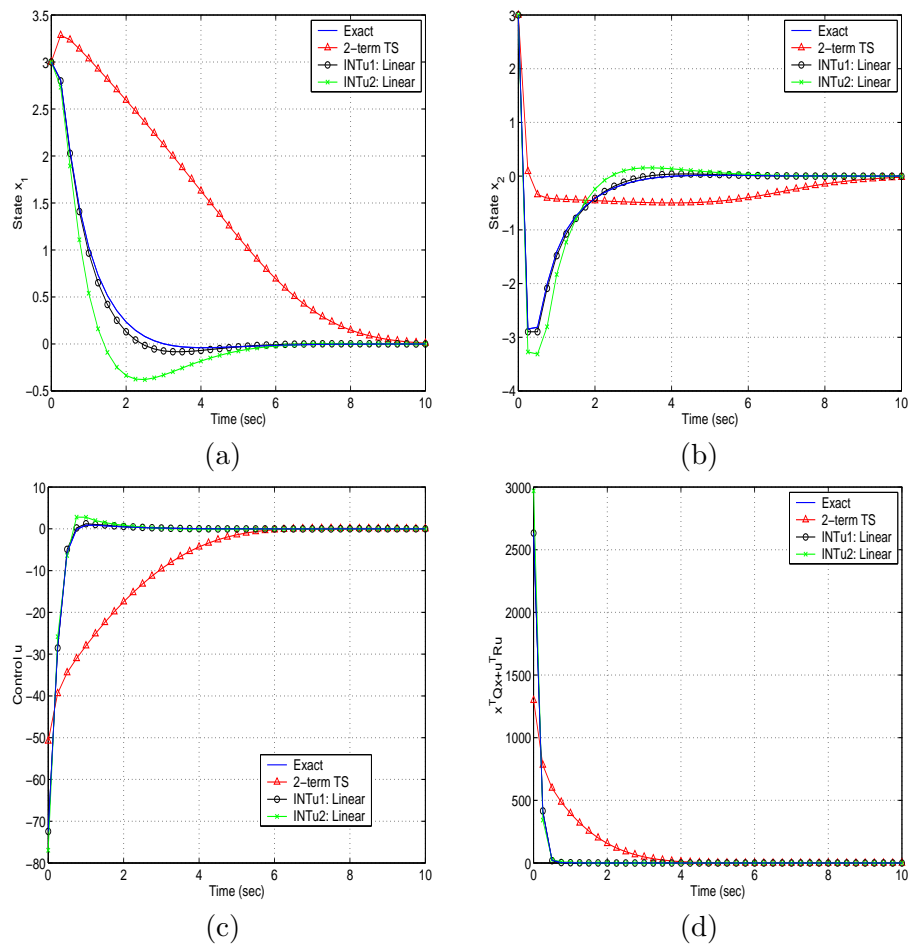 3.5
3
2.5
2
1.5
1
0.5
0
−0.5
0 2 4 6 8 10
State x1
Time (sec)
Exact
2−term TS
INTu1: Linear
INTu2: Linear
(a)
3
2
1
0
−1
−2
−3
−4
0 2 4 6 8 10
State x2
Time (sec)
Exact
2−term TS
INTu1: Linear
INTu2: Linear
(b)
10
0
−10
−20
−30
−40
−50
−60
−70
−80
0 2 4 6 8 10
Control u
Time (sec)
Exact
2−term TS
INTu1: Linear
INTu2: Linear
(c)
3000
2500
2000
1500
1000
500
0
0 2 4 6 8 10
x^T Qx+u^T Ru
Time (sec)
Exact
2−term TS
INTu1: Linear
INTu2: Linear
(d)